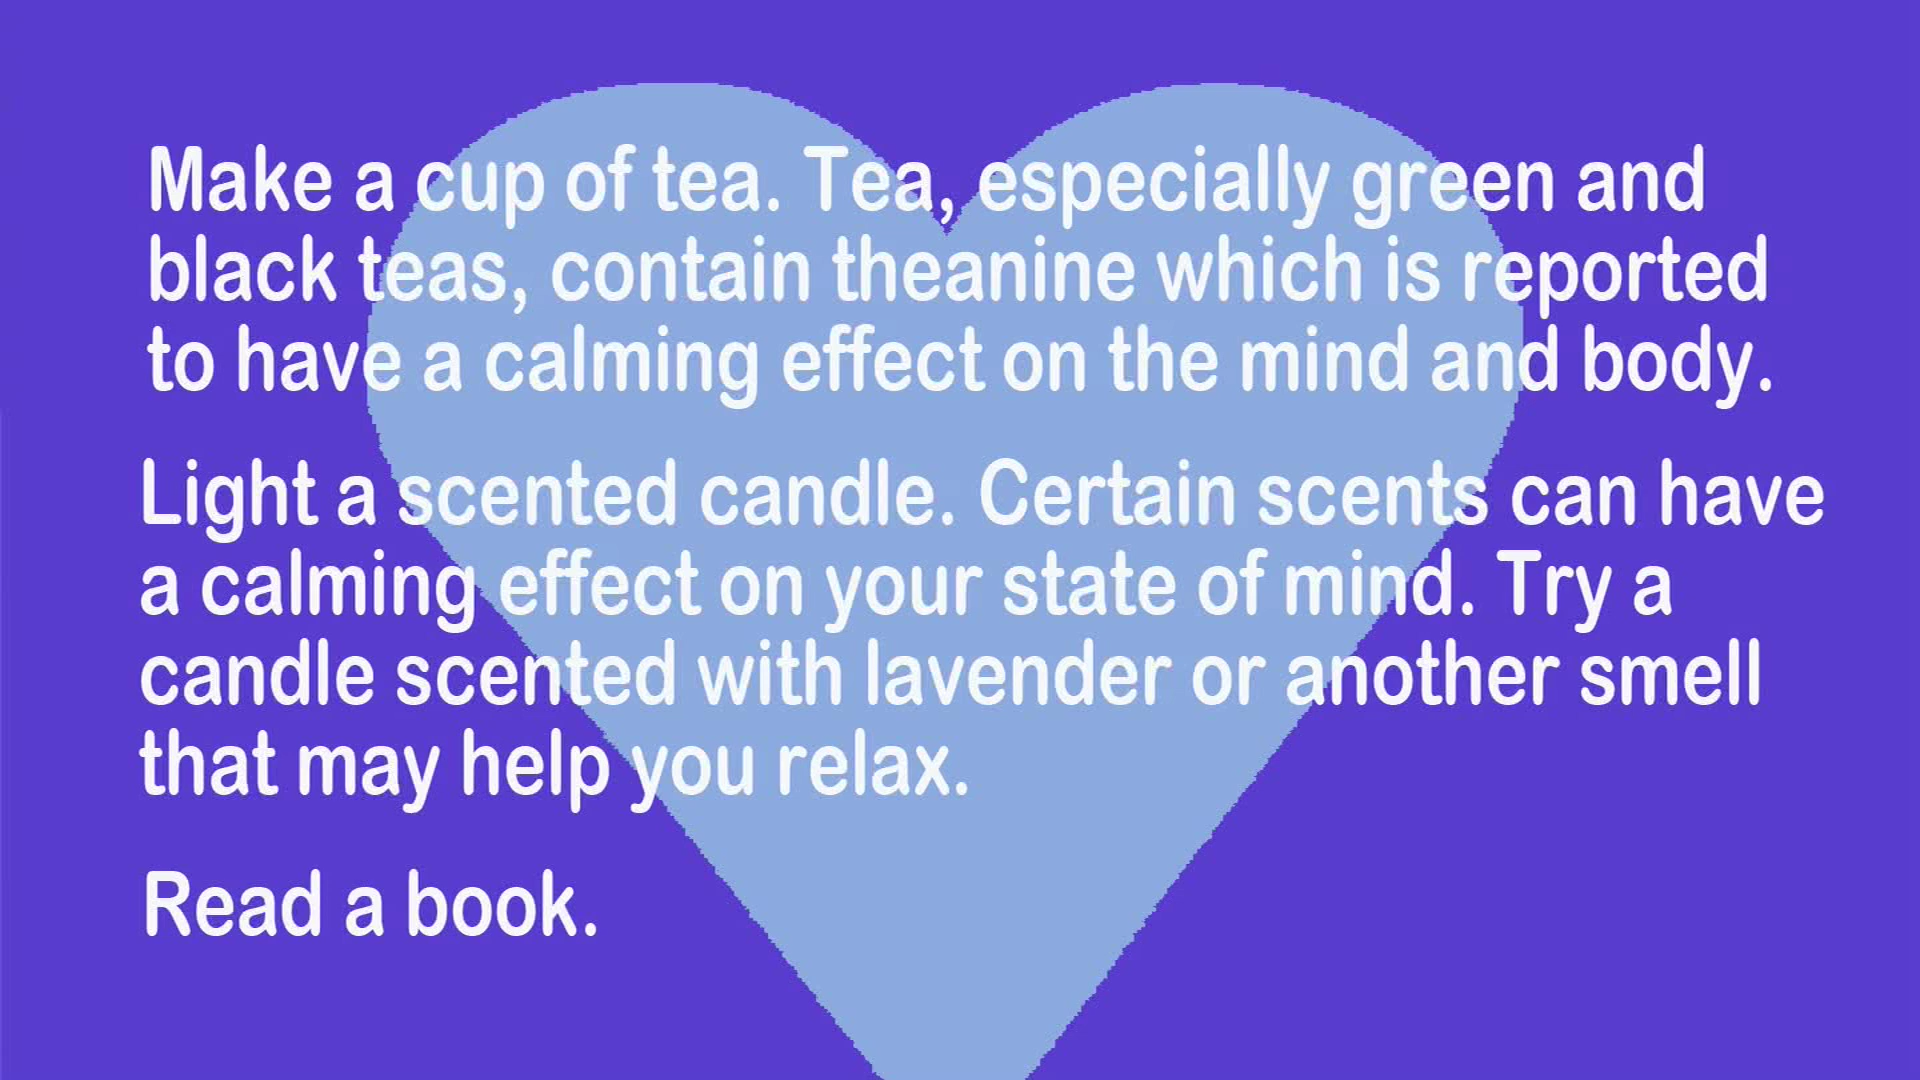 Make a cup of tea. Tea, especially green and
black teas, contain theanine which is reported
to have a calming effect on the mind and body.
Light a scented candle. Certain scents can have
a calming effect on your state of mind. Try a
candle scented with lavender or another smell
that may help you relax.
Read a book.